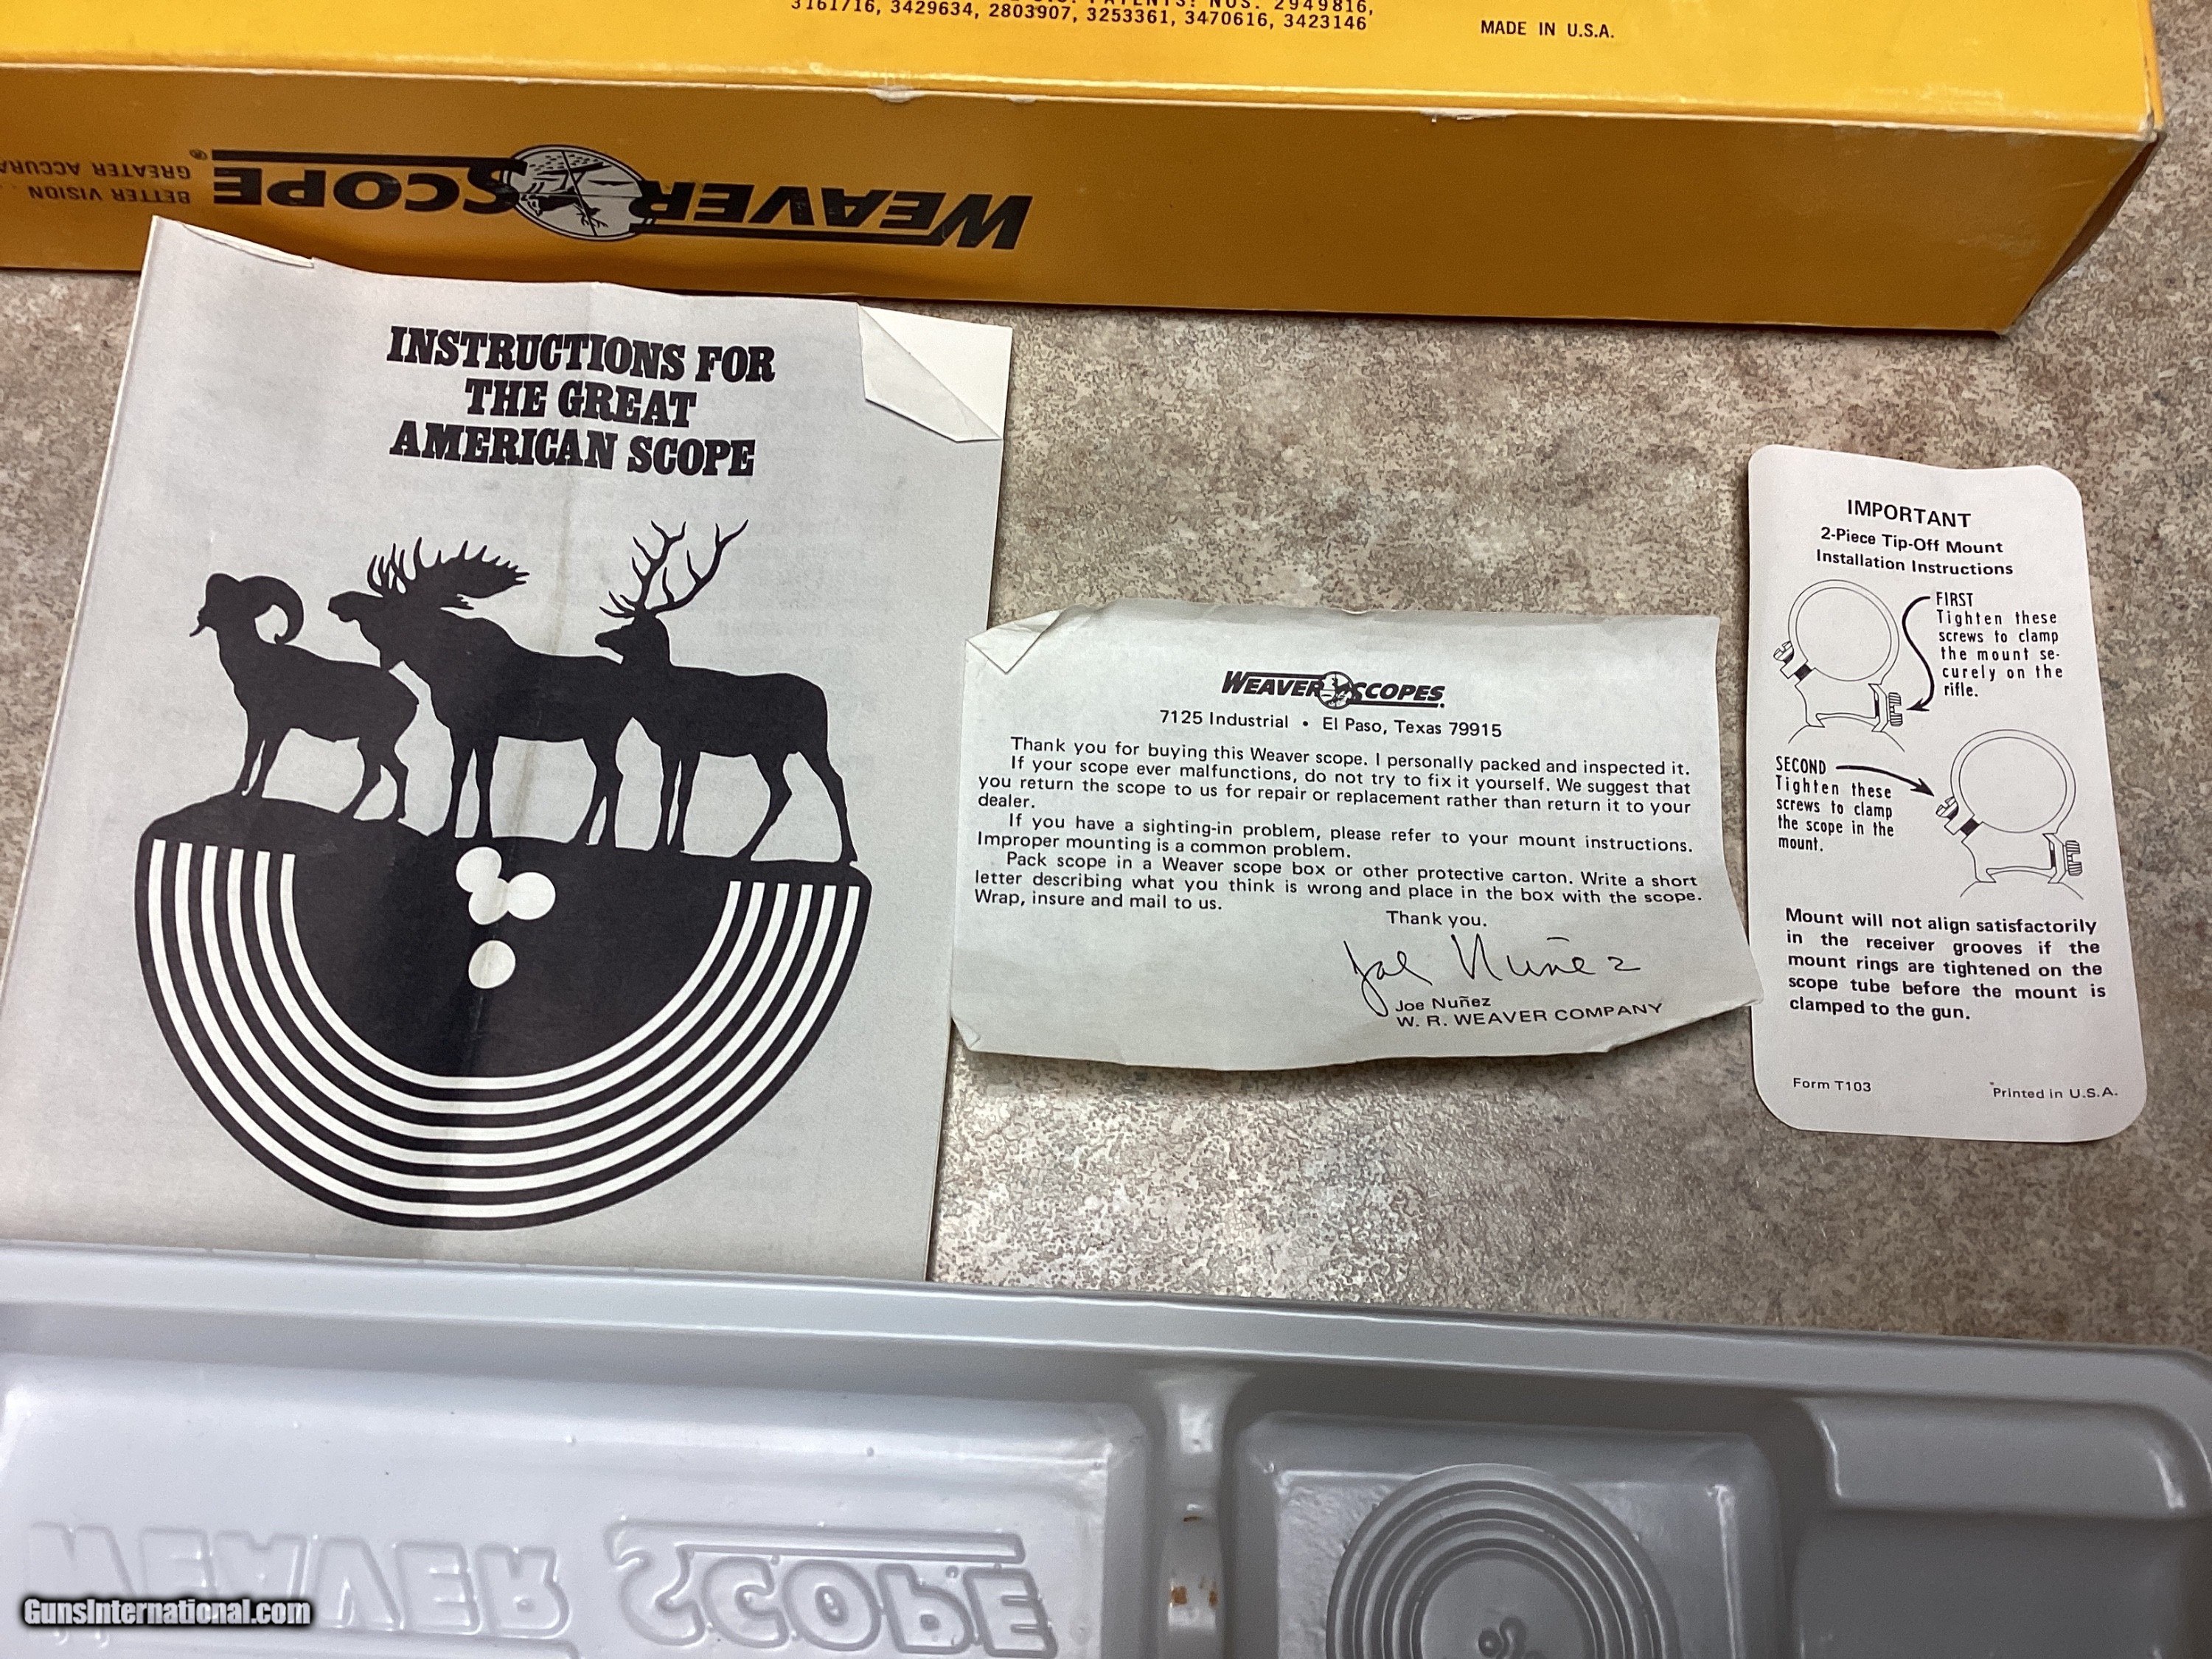 U.S. PATENTS: NOS. 2949816,
3161716, 3429634, 2803907, 3253361, 3470616, 3423146
MADE IN U.S.A.
WEAVER SCOPE®
BETTER VISION . .
GREATER
INSTRUCTIONS FOR
THE GREAT
AMERICAN SCOPE
WEAVER SCOPES.
7125 Industrial • El Paso, Texas 79915
Thank you for buying this Weaver scope. I personally packed and inspected it.
If your scope ever malfunctions, do not try to fix it yourself. We suggest that
you return the scope to us for repair or replacement rather than return it to your
dealer.
If you have a sighting-in problem, please refer to your mount instructions.
Improper mounting is a common problem.
Pack scope in a Weaver scope box or other protective carton. Write a short
letter describing what you think is wrong and place in the box with the scope.
Wrap, insure and mail to us.
Thank you.
Joe Nuñez
Joe Nuñez
W. R. WEAVER COMPANY
IMPORTANT
2-Piece Tip-Off Mount
Installation Instructions
FIRST
Tighten these
screws to clamp
the mount se-
curely on the
rifle.
SECOND
Tighten these
screws to clamp
the scope in the
mount.
Mount will not align satisfactorily
in the receiver grooves if the
mount rings are tightened on the
scope tube before the mount is
clamped to the gun.
Form T103
Printed in U.S.A.
WEAVER SCOPE
GunsInternational.com